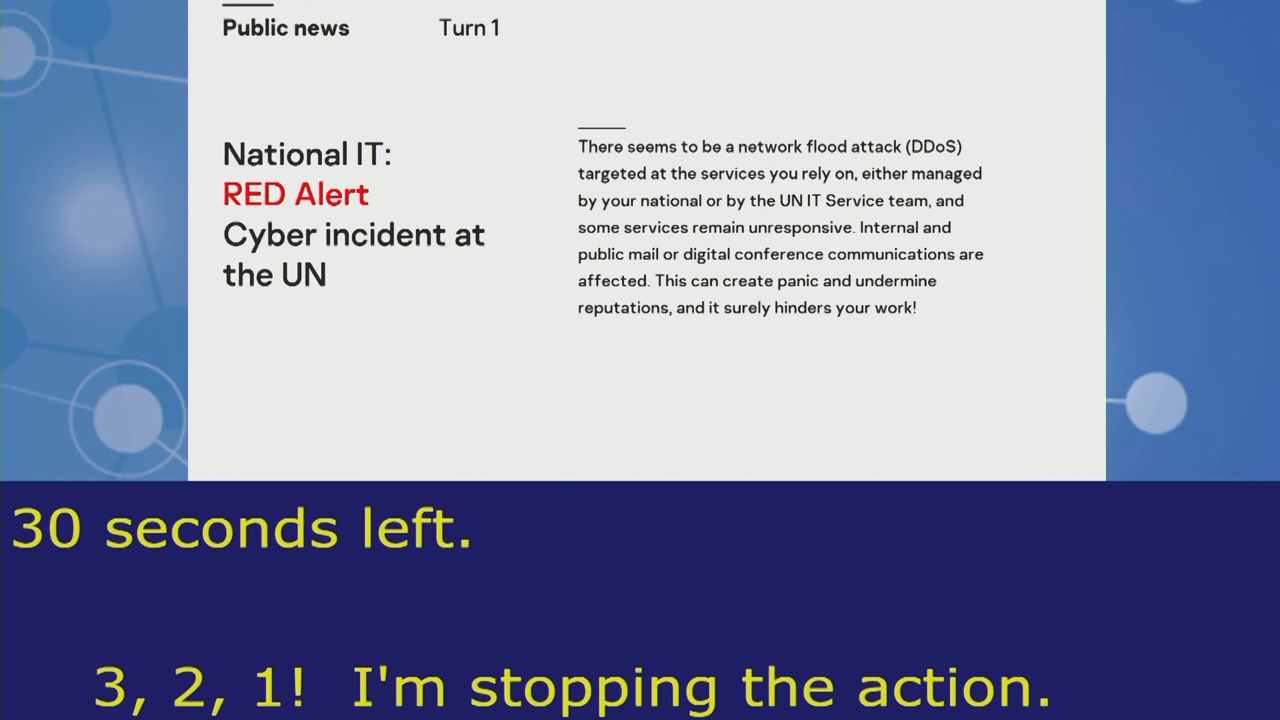 Public news Turn 1
National IT:
RED Alert
Cyber incident at
the UN
There seems to be a network flood attack (DDoS)
targeted at the services you rely on, either managed
by your national or by the UN IT Service team, and
some services remain unresponsive. Internal and
public mail or digital conference communications are
affected. This can create panic and undermine
reputations, and it surely hinders your work!
30 seconds left.
3, 2, 1! I'm stopping the action.